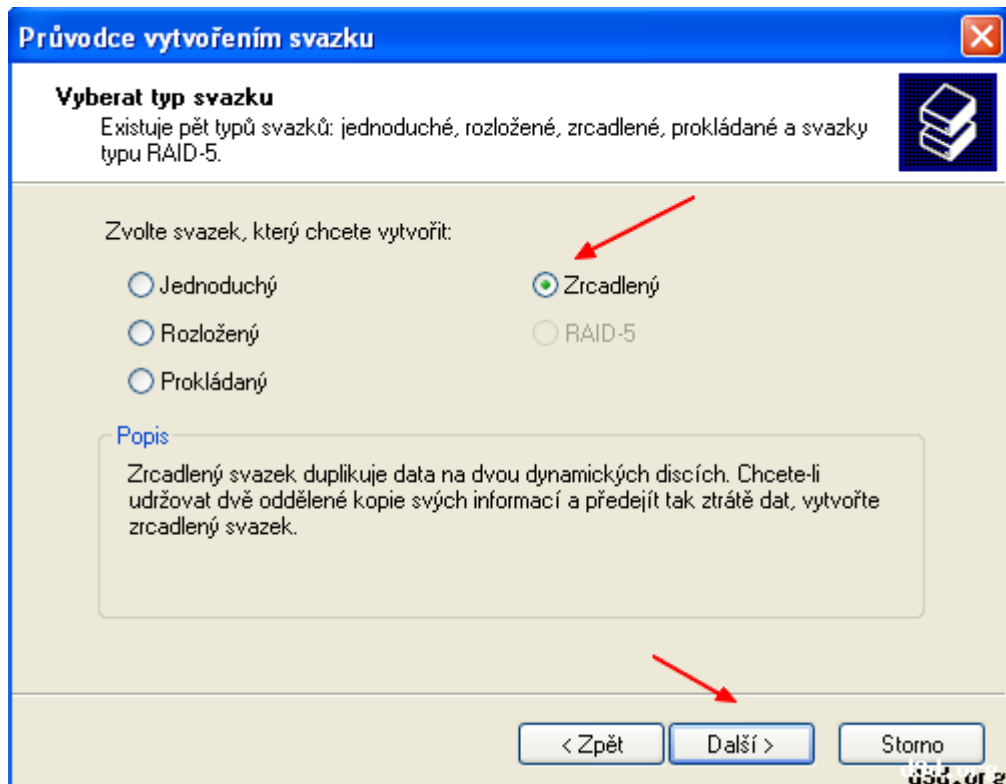 Průvodce vytvořením svazku
Vyberat typ svazku
Existuje pět typů svazků: jednoduché, rozložené, zrcadlené, prokládané a svazky
typu RAID-5.
Zvolte svazek, který chcete vytvořit:
Jednoduchý
Zrcadlený
Rozložený
RAID-5
Prokládaný
Popis
Zrcadlený svazek duplikuje data na dvou dynamických discích. Chcete-li
udržovat dvě oddělené kopie svých informací a předejít tak ztrátě dat, vytvořte
zrcadlený svazek.
< Zpět
Další >
Storno